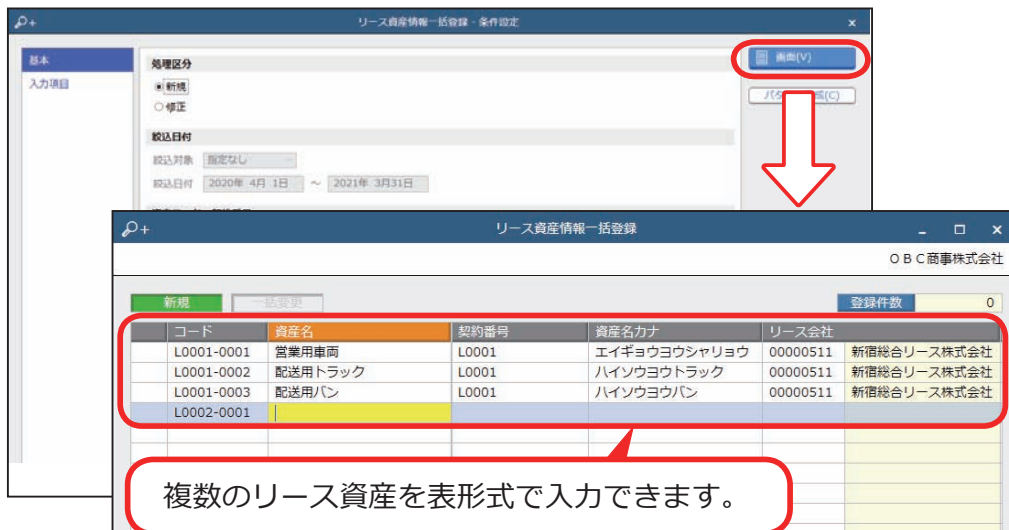 リース資産情報一括登録 - 条件設定
基本
入力項目
処理区分
新規
修正
画面(V)
絞込日付
絞込対象 指定なし
絞込日付 2020年 4月 1日 ～ 2021年 3月31日
リース資産情報一括登録
ＯＢＣ商事株式会社
新規 一括変更 登録件数 0
コード 資産名 契約番号 資産名カナ リース会社
L0001-0001 営業用車両 L0001 エイギョウヨウシャリョウ 00000511 新宿総合リース株式会社
L0001-0002 配送用トラック L0001 ハイソウヨウトラック 00000511 新宿総合リース株式会社
L0001-0003 配送用バン L0001 ハイソウヨウバン 00000511 新宿総合リース株式会社
L0002-0001
複数のリース資産を表形式で入力できます。